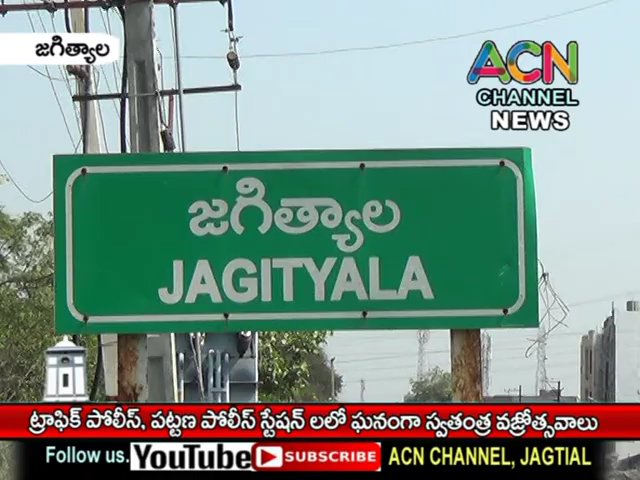 జగిత్యాల
ACN
CHANNEL
NEWS
జగిత్యాల
JAGITYALA
ట్రాఫిక్ పోలీస్, పట్టణ పోలీస్ స్టేషన్ లలో ఘనంగా స్వతంత్ర వజ్రోత్సవాలు
Follow us. YouTube SUBSCRIBE ACN CHANNEL, JAGTIAL